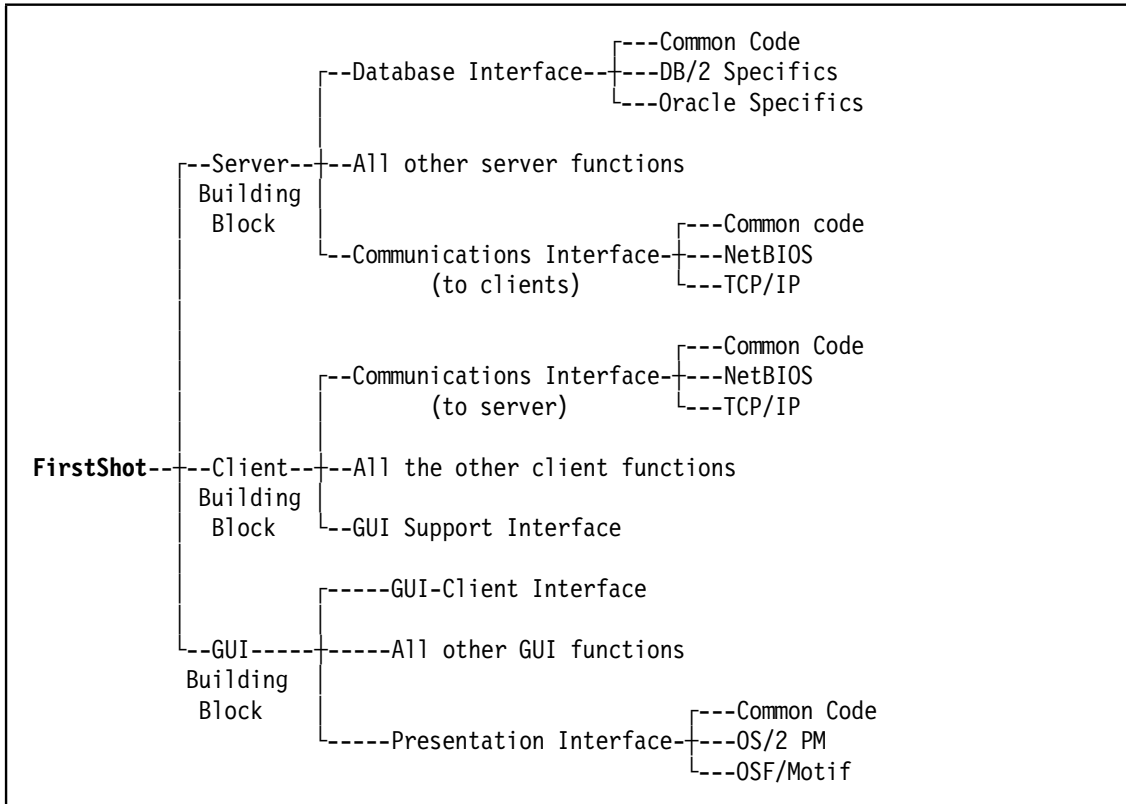 ┌---Common Code
┌--Database Interface--┼---DB/2 Specifics
└---Oracle Specifics
┌--Server--┼--All other server functions
Building
Block ┌---Common code
└--Communications Interface-┼---NetBIOS
(to clients) └---TCP/IP
┌---Common Code
┌--Communications Interface-┼---NetBIOS
(to server) └---TCP/IP
FirstShot--┼--Client--┼--All the other client functions
Building
Block └--GUI Support Interface
┌-----GUI-Client Interface
└--GUI-----┼-----All other GUI functions
Building
Block ┌---Common Code
└-----Presentation Interface-┼---OS/2 PM
└---OSF/Motif